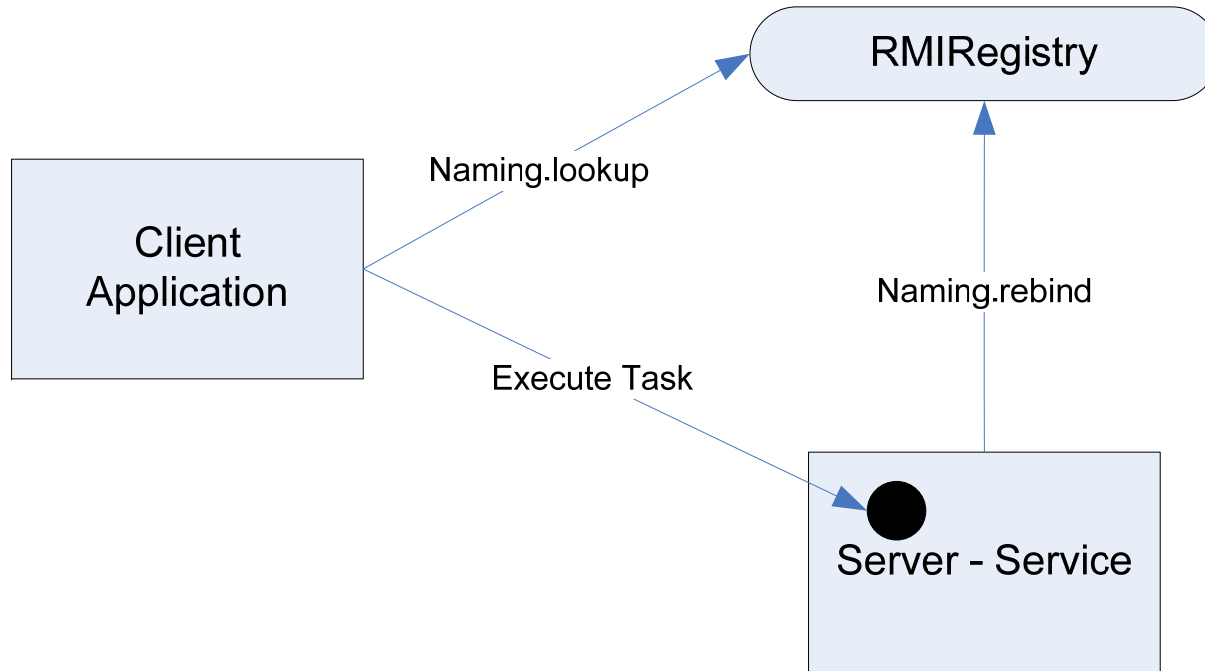 RMIRegistry
Naming.lookup
Client
Application
Naming.rebind
Execute Task
Server - Service